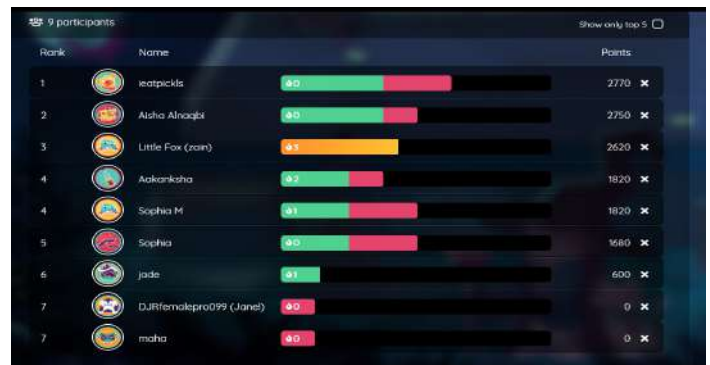 9 participants Show only top 5
Rank Name Points
1 ieatpickls 0 2770
2 Aisha Alnaqbi 0 2750
3 Little Fox (zain) 3 2620
4 Aakanksha 2 1820
4 Sophia M 1 1820
5 Sophia 0 1680
6 jade 1 600
7 DJRfemalepro099 (Jane!) 0 0
7 maha 0 0